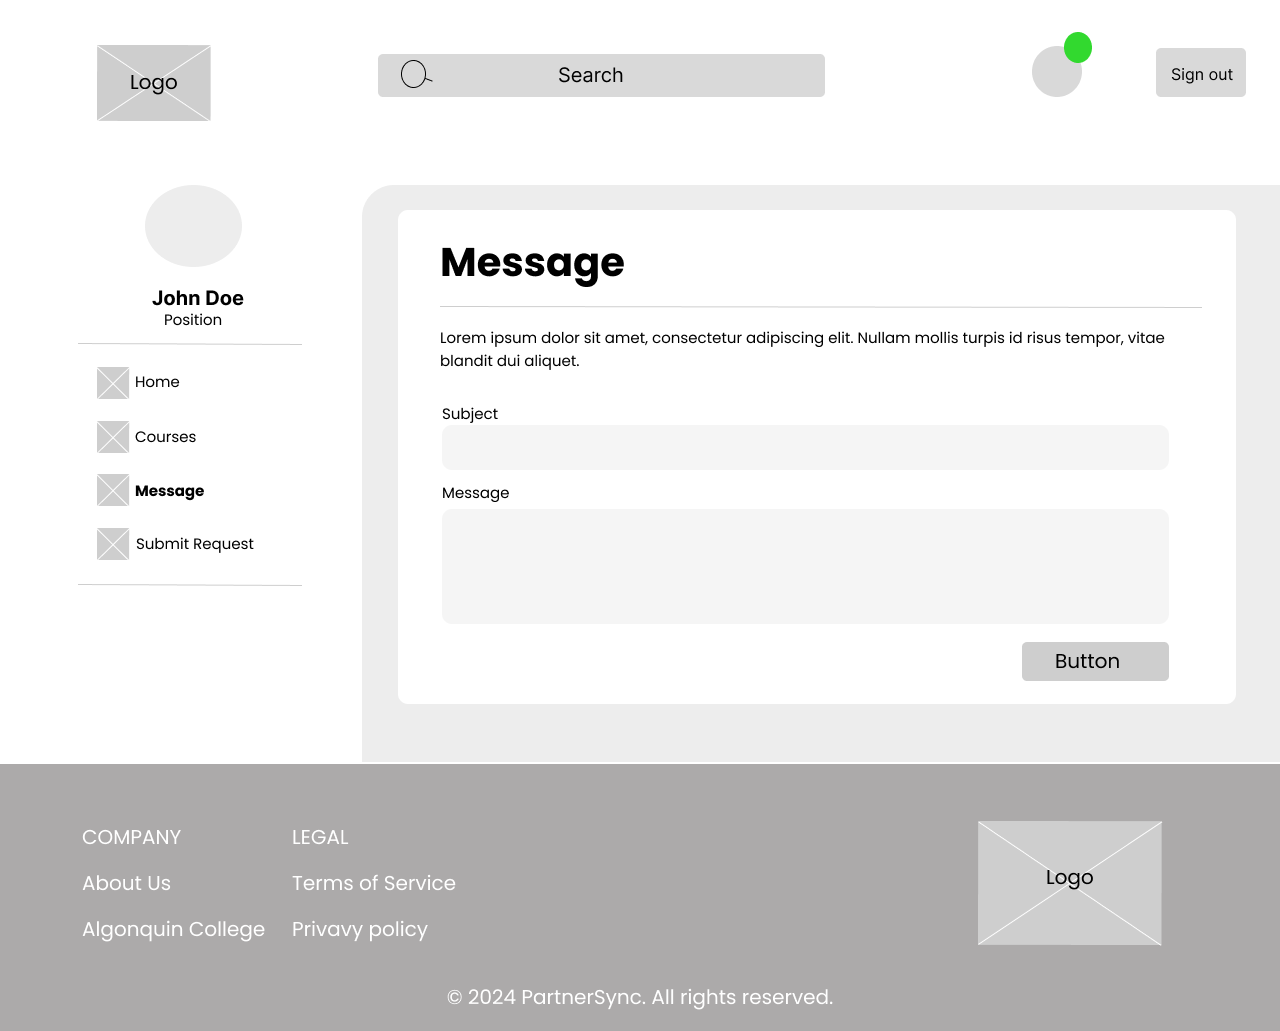 Logo
Search
Sign out
John Doe
Position
Home
Courses
Message
Submit Request
Message
Lorem ipsum dolor sit amet, consectetur adipiscing elit. Nullam mollis turpis id risus tempor, vitae
blandit dui aliquet.
Subject
Message
Button
COMPANY
About Us
Algonquin College
LEGAL
Terms of Service
Privavy policy
Logo
© 2024 PartnerSync. All rights reserved.